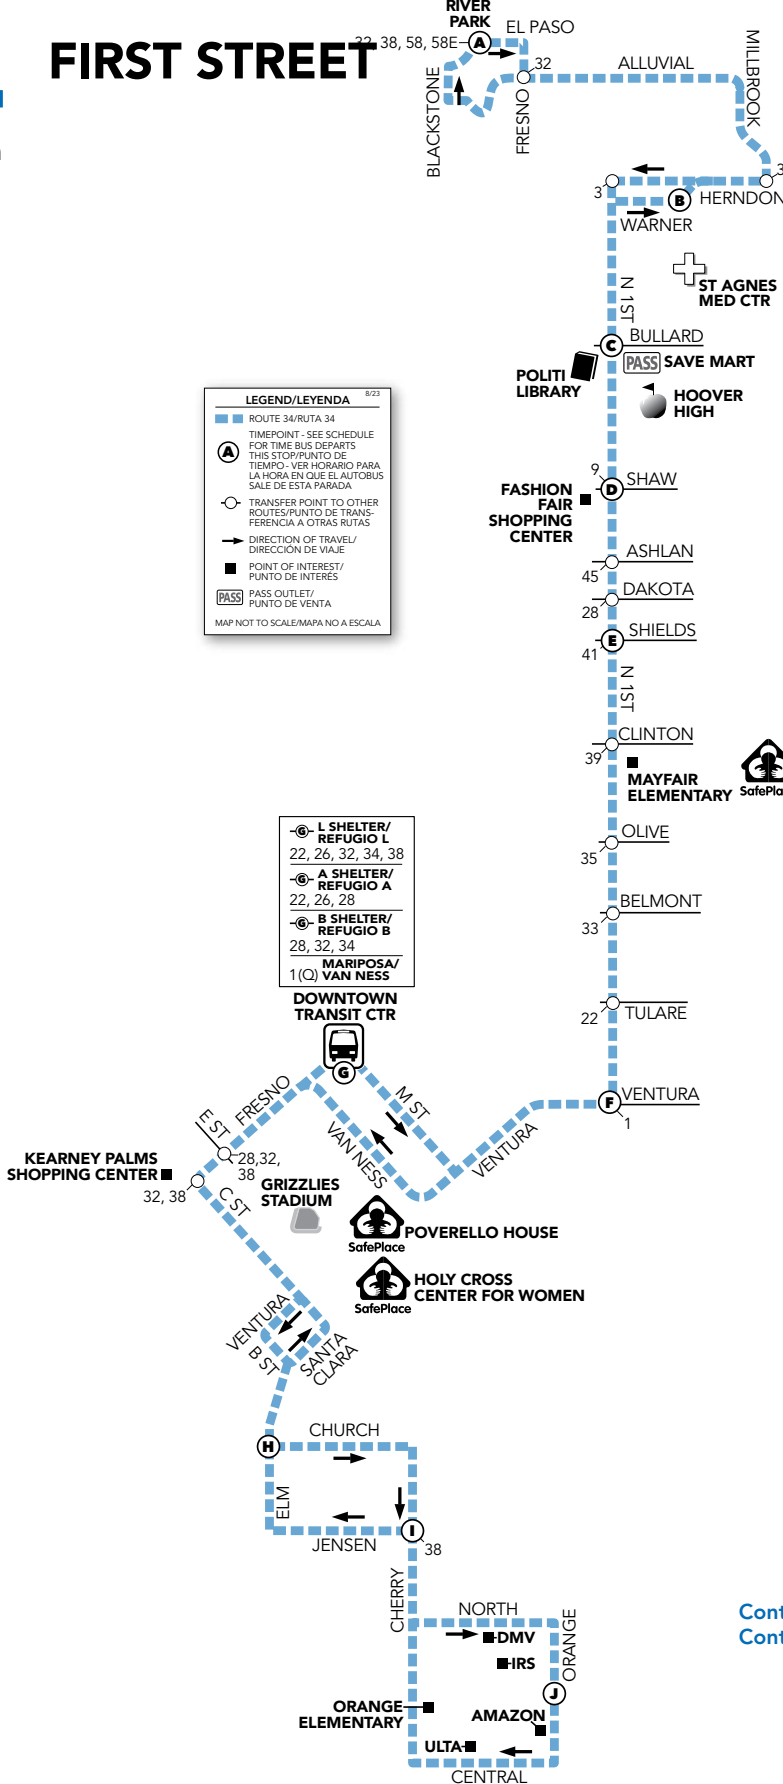 FIRST STREET
RIVER
PARK
32, 38, 58, 58E
A
EL PASO
32
ALLUVIAL
MILLBROOK
BLACKSTONE
FRESNO
3
3
B
HERNDON
WARNER
N 1ST
ST AGNES
MED CTR
C
BULLARD
PASS SAVE MART
POLITI
LIBRARY
HOOVER
HIGH
8/23
LEGEND/LEYENDA
ROUTE 34/RUTA 34
A
TIMEPOINT - SEE SCHEDULE
FOR TIME BUS DEPARTS
THIS STOP/PUNTO DE
TIEMPO - VER HORARIO PARA
LA HORA EN QUE EL AUTOBUS
SALE DE ESTA PARADA
TRANSFER POINT TO OTHER
ROUTES/PUNTO DE TRANS-
FERENCIA A OTRAS RUTAS
DIRECTION OF TRAVEL/
DIRECCIÓN DE VIAJE
POINT OF INTEREST/
PUNTO DE INTERÉS
PASS
PASS OUTLET/
PUNTO DE VENTA
MAP NOT TO SCALE/MAPA NO A ESCALA
9
D
SHAW
FASHION
FAIR
SHOPPING
CENTER
ASHLAN
45
DAKOTA
28
E
SHIELDS
41
N 1ST
CLINTON
39
MAYFAIR
ELEMENTARY
SafePla
OLIVE
35
BELMONT
33
TULARE
22
G L SHELTER/
REFUGIO L
22, 26, 32, 34, 38
G A SHELTER/
REFUGIO A
22, 26, 28
G B SHELTER/
REFUGIO B
28, 32, 34
1(Q) MARIPOSA/
VAN NESS
DOWNTOWN
TRANSIT CTR
G
F
VENTURA
1
M ST
VAN NESS
VENTURA
FRESNO
E ST
28,32,
38
KEARNEY PALMS
SHOPPING CENTER
32, 38
C ST
GRIZZLIES
STADIUM
SafePlace
POVERELLO HOUSE
SafePlace
HOLY CROSS
CENTER FOR WOMEN
VENTURA
B ST
SANTA
CLARA
H
CHURCH
ELM
JENSEN
I
38
CHERRY
NORTH
DMV
IRS
ORANGE
J
ORANGE
ELEMENTARY
AMAZON
ULTA
CENTRAL
Cont
Cont